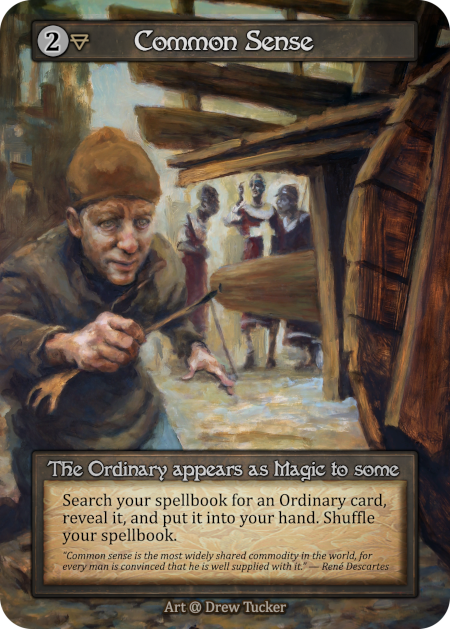 2 Common Sense
The Ordinary appears as Magic to some
Search your spellbook for an Ordinary card,
reveal it, and put it into your hand. Shuffle
your spellbook.
“Common sense is the most widely shared commodity in the world, for
every man is convinced that he is well supplied with it.” — René Descartes
Art @ Drew Tucker